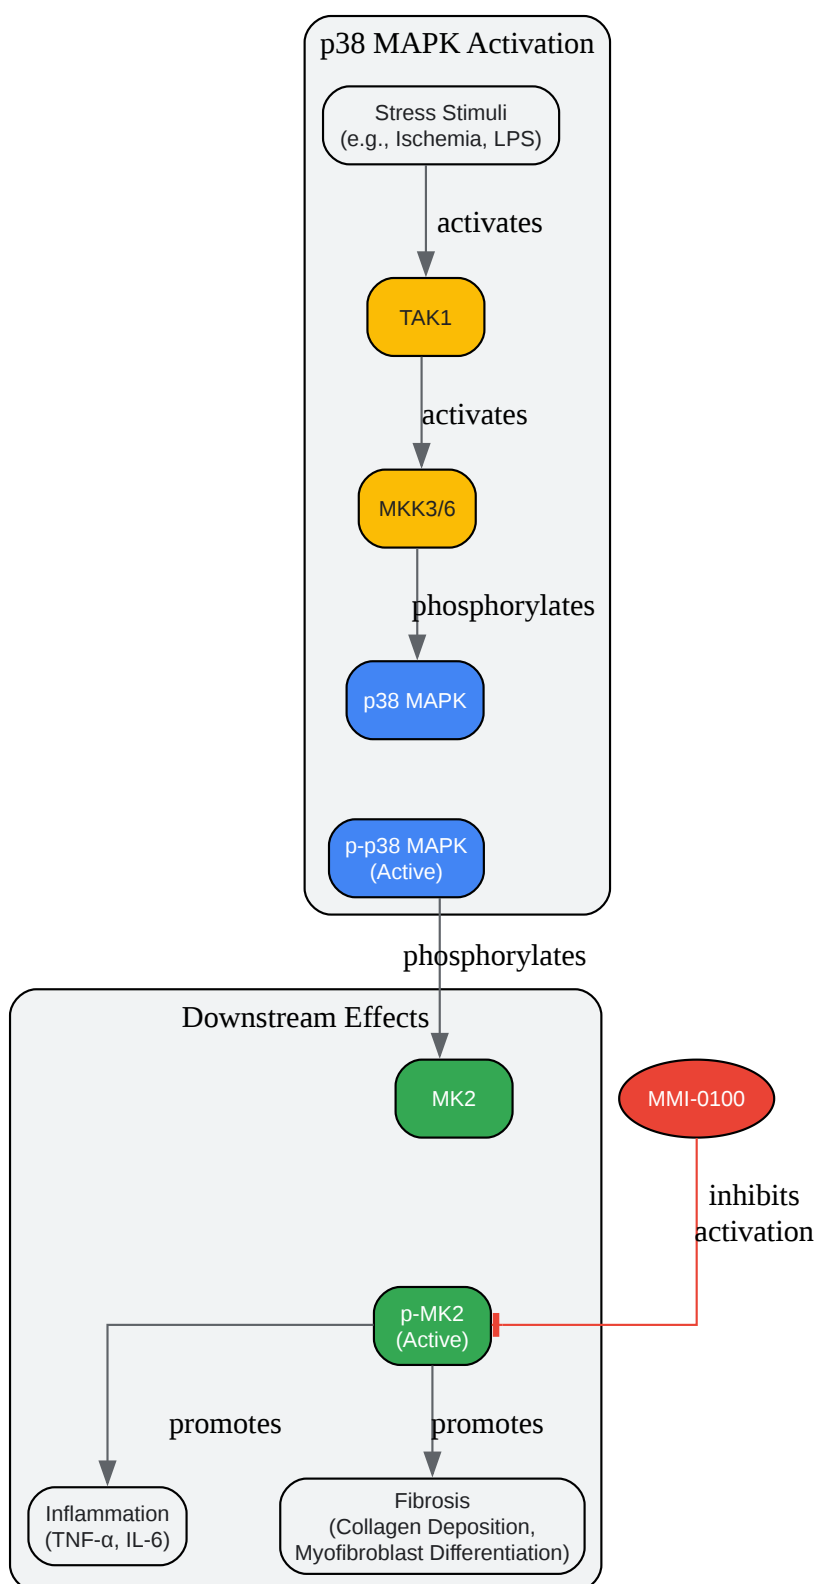 p38 MAPK Activation
Stress Stimuli
(e.g., Ischemia, LPS)
activates
TAK1
activates
MKK3/6
phosphorylates
p38 MAPK
p-p38 MAPK
(Active)
phosphorylates
Downstream Effects
MK2
MMI-0100
inhibits
activation
p-MK2
(Active)
promotes
promotes
Inflammation
(TNF-α, IL-6)
Fibrosis
(Collagen Deposition,
Myofibroblast Differentiation)